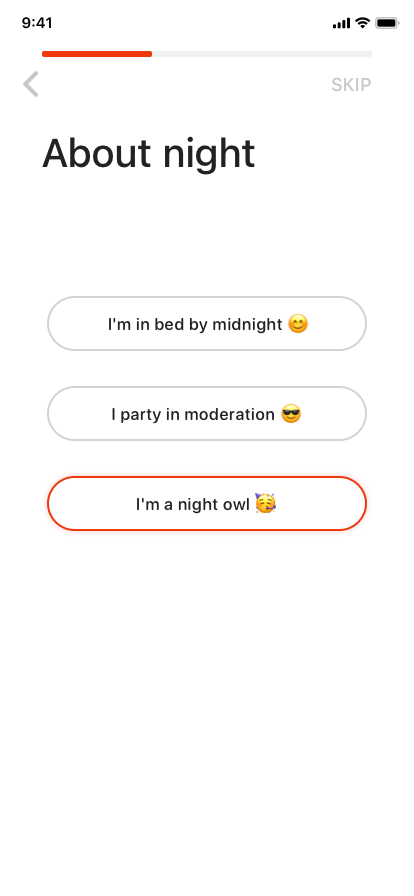 9:41
SKIP
About night
I'm in bed by midnight 😊
I party in moderation 😎
I'm a night owl 🥳